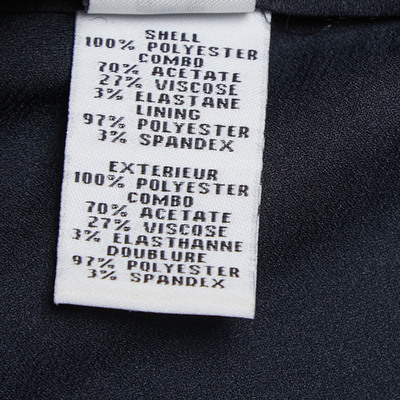 SHELL
100% POLYESTER
COMBO
70% ACETATE
27% VISCOSE
3% ELASTANE
LINING
97% POLYESTER
3% SPANDEX
EXTERIEUR
100% POLYESTER
COMBO
70% ACETATE
27% VISCOSE
3% ELASTHANNE
DOUBLURE
97% POLYESTER
3% SPANDEX